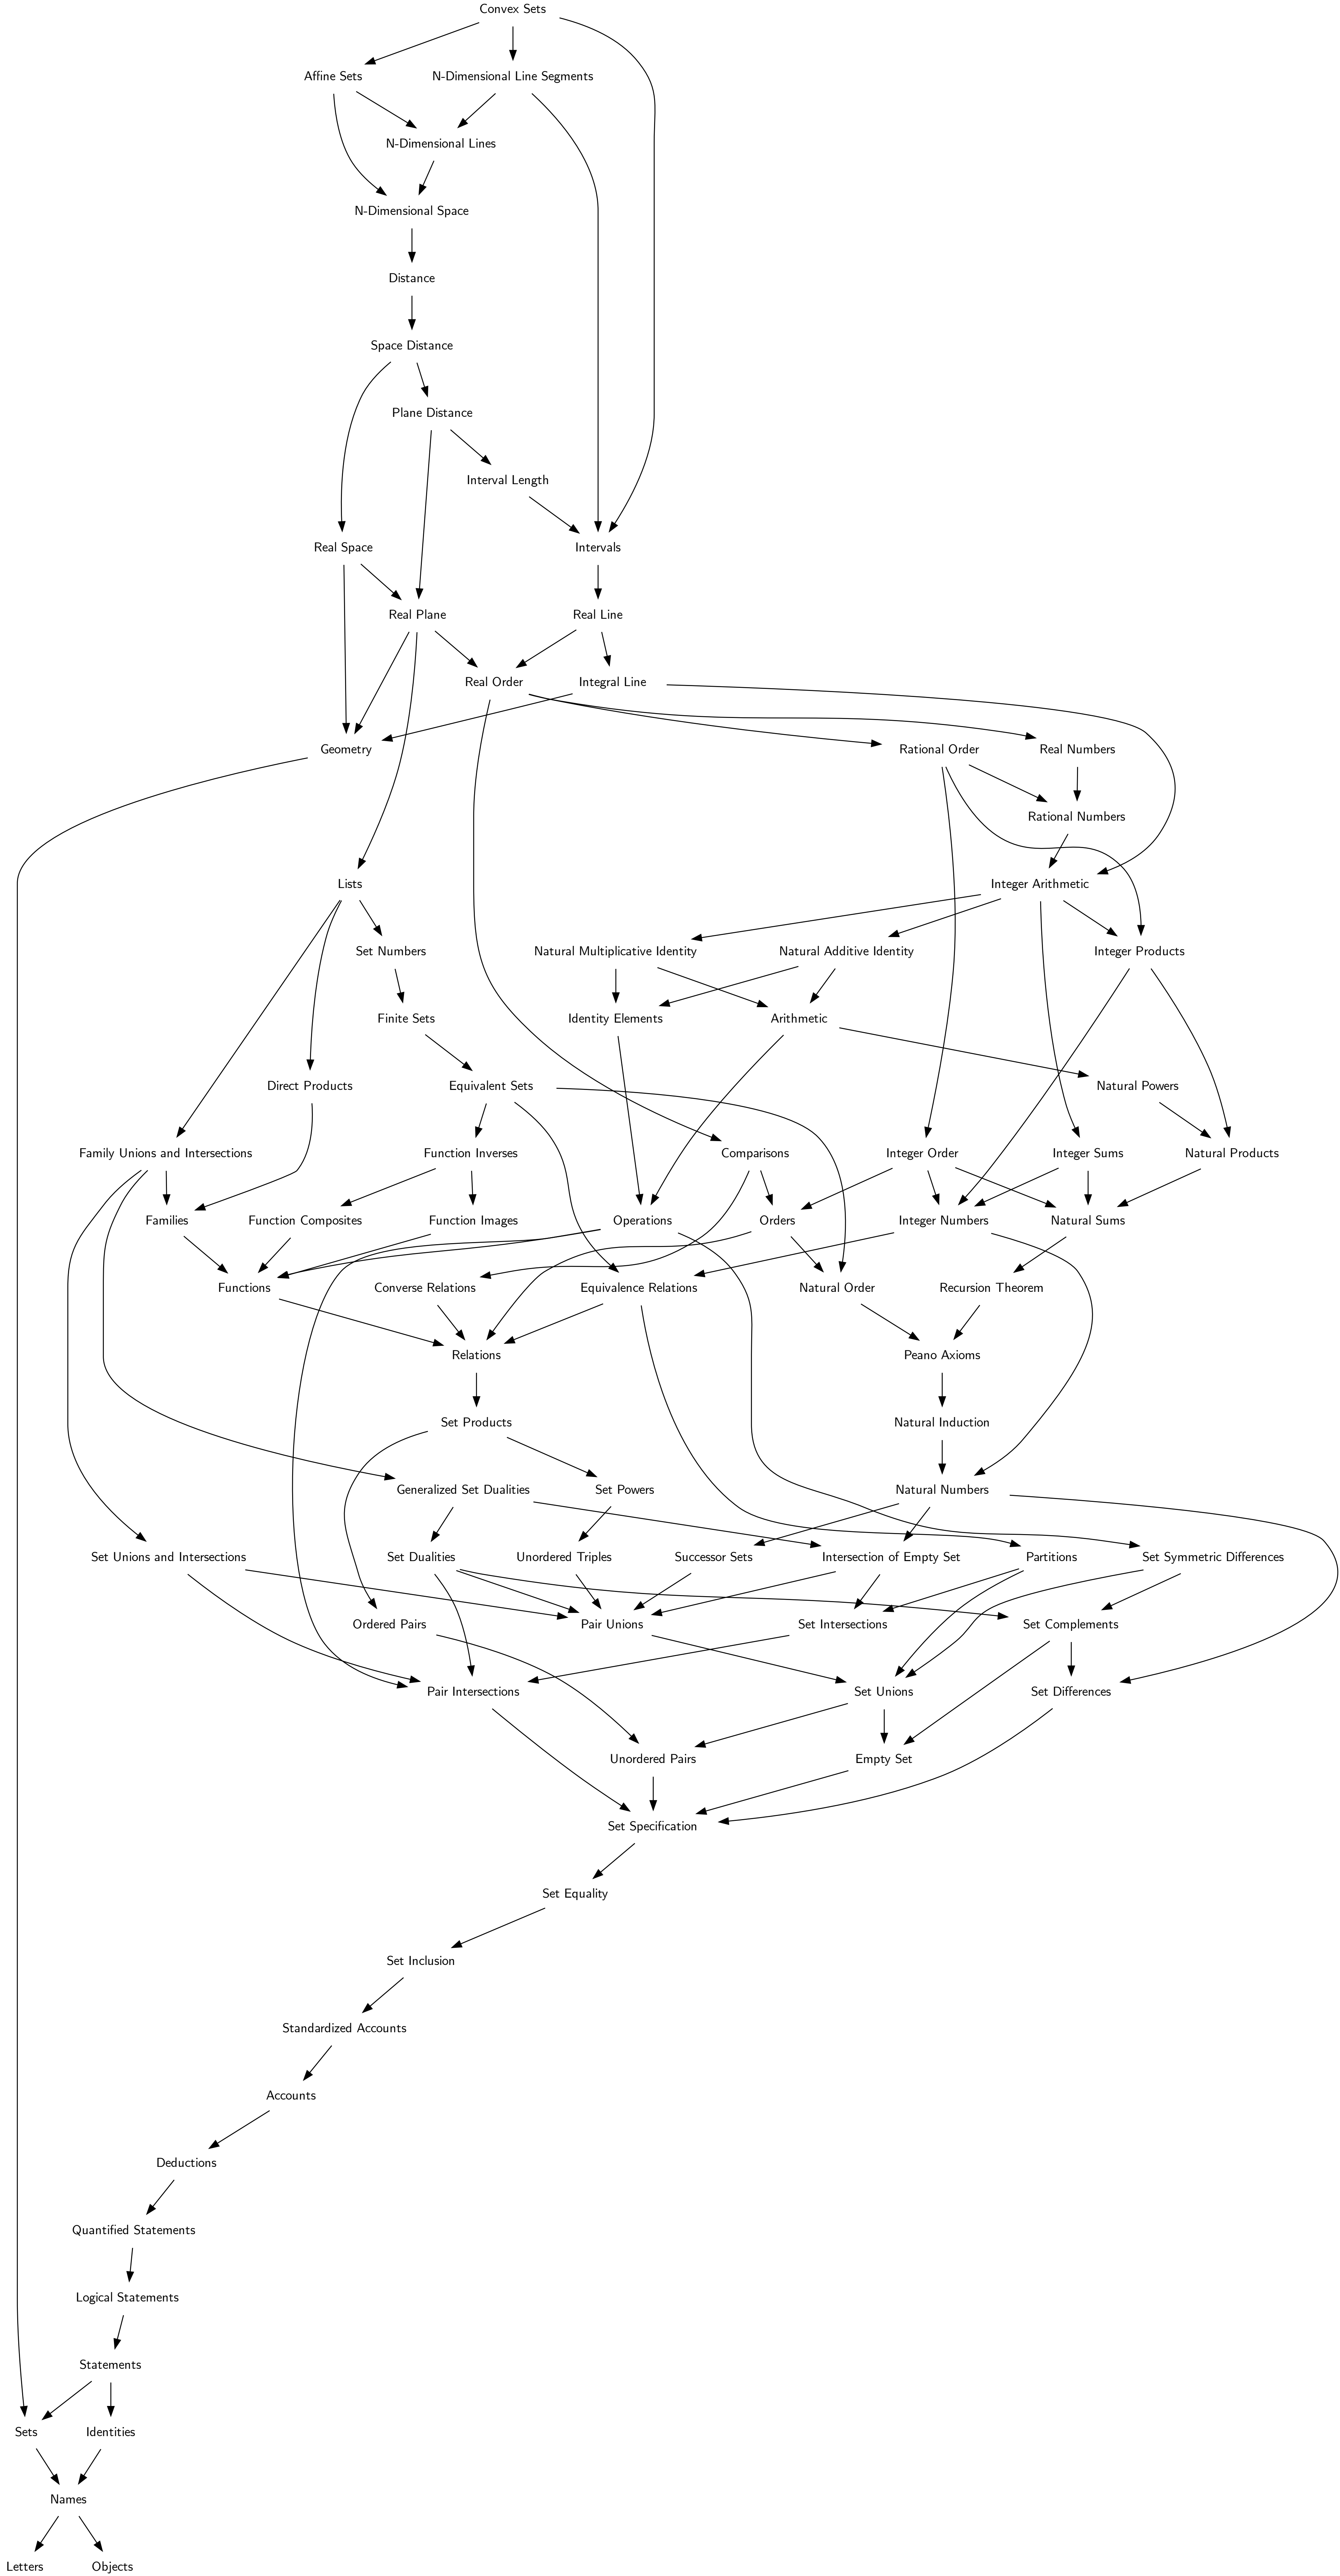 Convex Sets
Affine Sets
N-Dimensional Line Segments
N-Dimensional Lines
N-Dimensional Space
Distance
Space Distance
Plane Distance
Interval Length
Real Space
Intervals
Real Plane
Real Line
Real Order
Integral Line
Geometry
Rational Order
Real Numbers
Rational Numbers
Lists
Integer Arithmetic
Set Numbers
Natural Multiplicative Identity
Natural Additive Identity
Integer Products
Finite Sets
Identity Elements
Arithmetic
Direct Products
Equivalent Sets
Natural Powers
Family Unions and Intersections
Function Inverses
Comparisons
Integer Order
Integer Sums
Natural Products
Families
Function Composites
Function Images
Operations
Orders
Integer Numbers
Natural Sums
Functions
Converse Relations
Equivalence Relations
Natural Order
Recursion Theorem
Relations
Peano Axioms
Set Products
Natural Induction
Generalized Set Dualities
Set Powers
Natural Numbers
Set Unions and Intersections
Set Dualities
Unordered Triples
Successor Sets
Intersection of Empty Set
Partitions
Set Symmetric Differences
Ordered Pairs
Pair Unions
Set Intersections
Set Complements
Pair Intersections
Set Unions
Set Differences
Unordered Pairs
Empty Set
Set Specification
Set Equality
Set Inclusion
Standardized Accounts
Accounts
Deductions
Quantified Statements
Logical Statements
Statements
Sets
Identities
Names
Letters
Objects